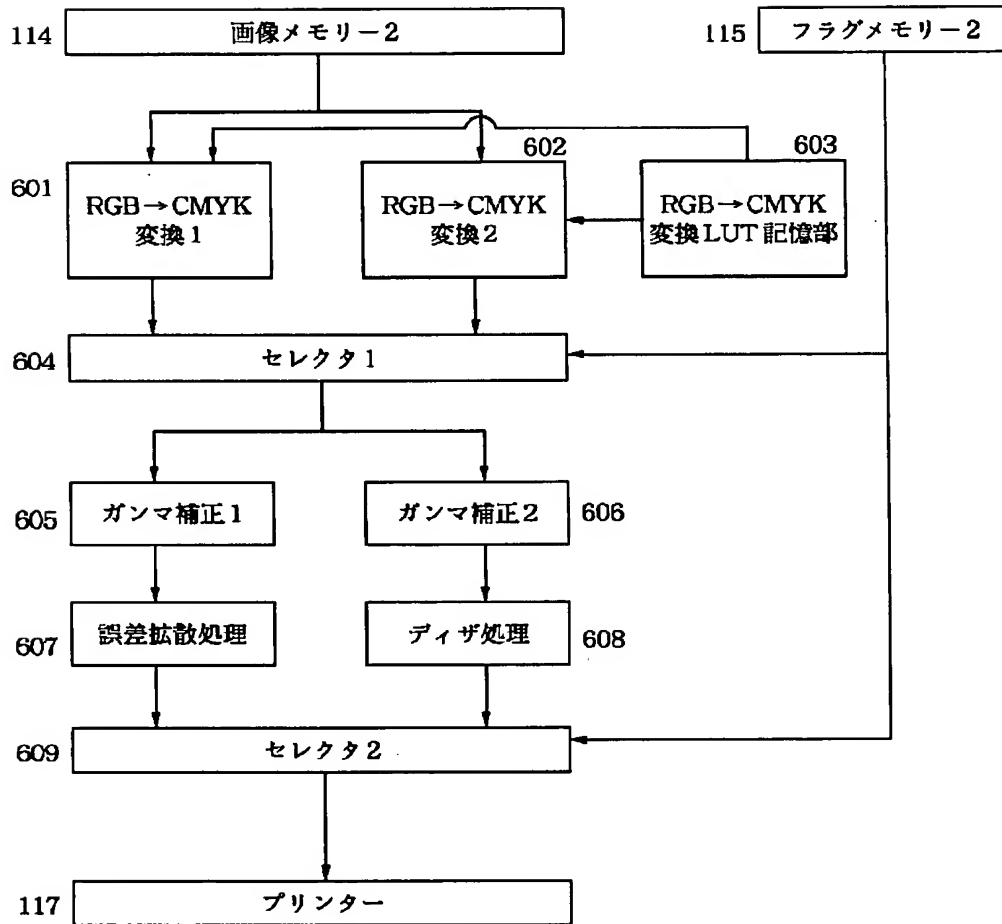 114
画像メモリー2
115
フラグメモリー2
601
RGB→CMYK
変換1
602
RGB→CMYK
変換2
603
RGB→CMYK
変換LUT記憶部
604
セレクタ1
605
ガンマ補正1
ガンマ補正2
606
607
誤差拡散処理
ディザ処理
608
609
セレクタ2
117
プリンター